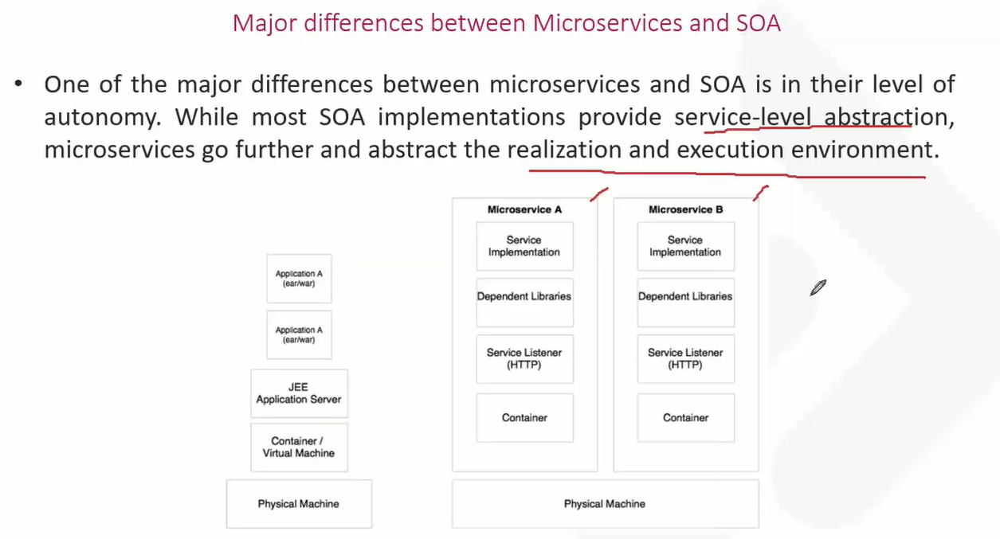 Major differences between Microservices and SOA
• One of the major differences between microservices and SOA is in their level of
autonomy. While most SOA implementations provide service-level abstraction,
microservices go further and abstract the realization and execution environment.
Application A
(ear/war)
Application A
(ear/war)
JEE
Application Server
Container /
Virtual Machine
Physical Machine
Microservice A
Service
Implementation
Dependent Libraries
Service Listener
(HTTP)
Container
Microservice B
Service
Implementation
Dependent Libraries
Service Listener
(HTTP)
Container
Physical Machine